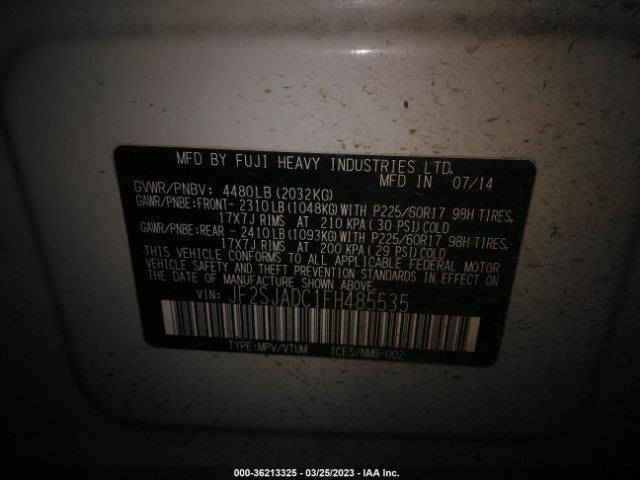 MFD BY FUJI HEAVY INDUSTRIES LTD.
GVWR/PNBV: 4480LB(2032KG) MFD IN 07/14
GAWR/PNBE:FRONT- 2310LB(1048KG)WITH P225/60R17 98H TIRES,
17X7J RIMS AT 210 KPA(30 PSI)COLD
GAWR/PNBE:REAR - 2410LB(1093KG)WITH P225/60R17 98H TIRES,
17X7J RIMS AT 200 KPA(29 PSI)COLD
THIS VEHICLE CONFORMS TO ALL APPLICABLE FEDERAL MOTOR
VEHICLE SAFETY AND THEFT PREVENTION STANDARDS IN EFFECT ON
THE DATE OF MANUFACTURE SHOWN ABOVE.
VIN: JF2SJADC1FH485535
TYPE:MPV/VTUM ICES/NMB-002
000-36213325 - 03/25/2023 - IAAI.CA